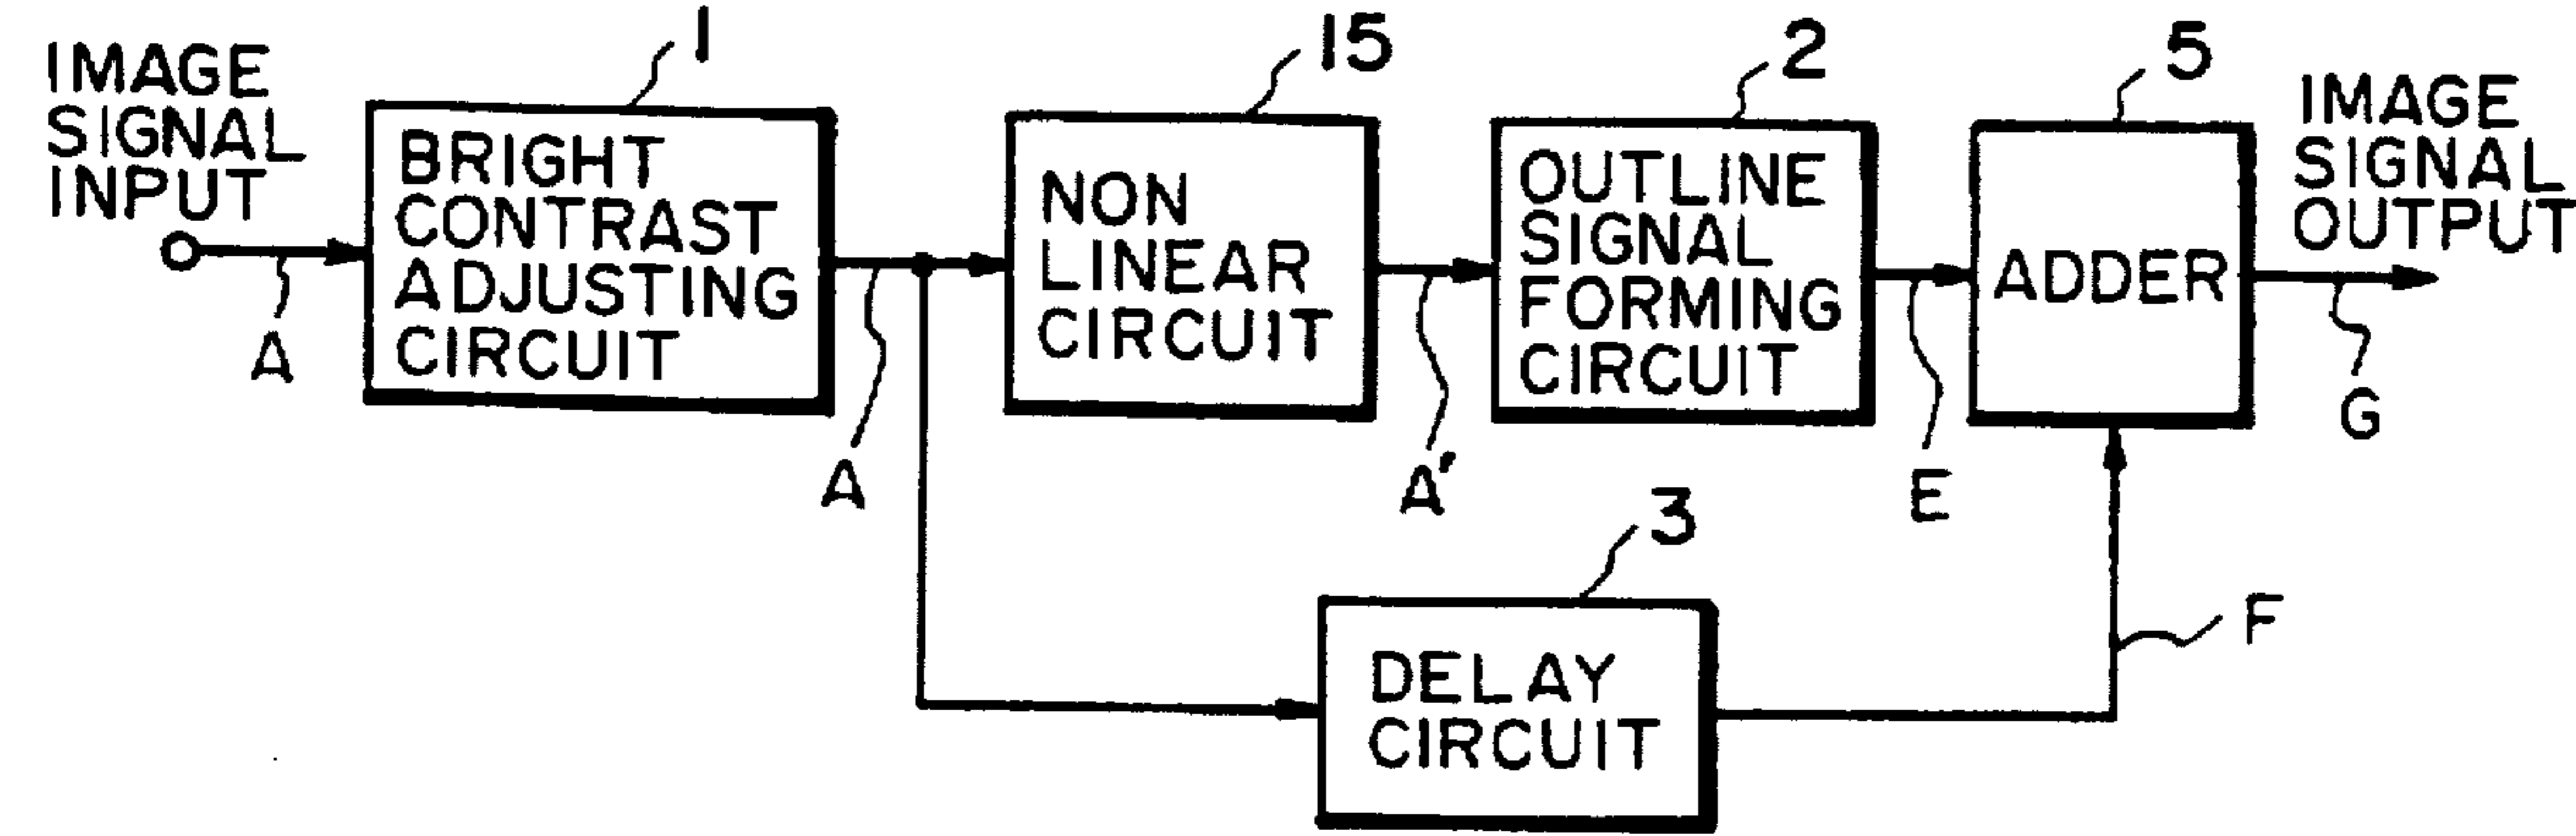 IMAGE
SIGNAL
INPUT
A
1
BRIGHT
CONTRAST
ADJUSTING
CIRCUIT
A
15
NON
LINEAR
CIRCUIT
A'
2
OUTLINE
SIGNAL
FORMING
CIRCUIT
E
5
ADDER
IMAGE
SIGNAL
OUTPUT
G
3
DELAY
CIRCUIT
F